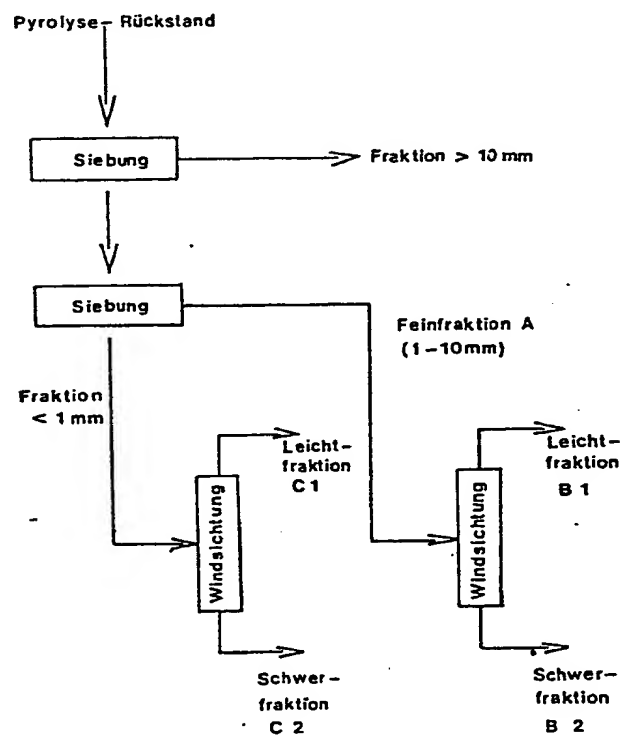 Pyrolyse-Rückstand
Siebung
Fraktion > 10 mm
Siebung
Feinfraktion A
(1-10mm)
Fraktion
< 1 mm
Leicht-
fraktion
C 1
Windsichtung
Schwer-
fraktion
C 2
Leicht-
fraktion
B 1
Windsichtung
Schwer-
fraktion
B 2